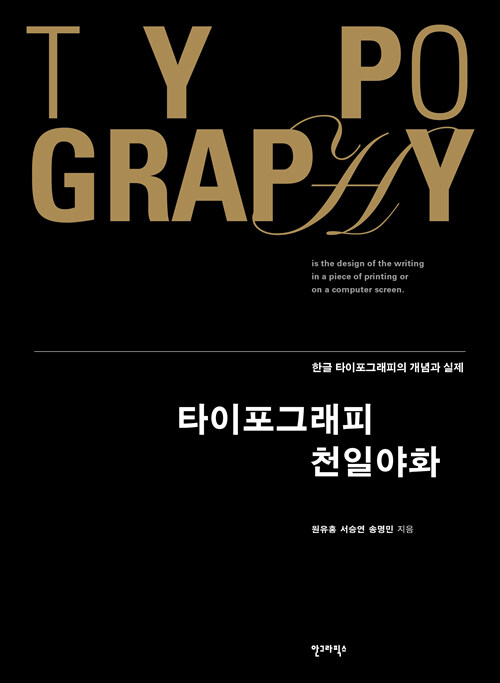 TYPO
GRAPHY
is the design of the writing
in a piece of printing or
on a computer screen.
한글 타이포그래피의 개념과 실제
타이포그래피
천일야화
원유홍 서승연 송명민 지음
안그라픽스